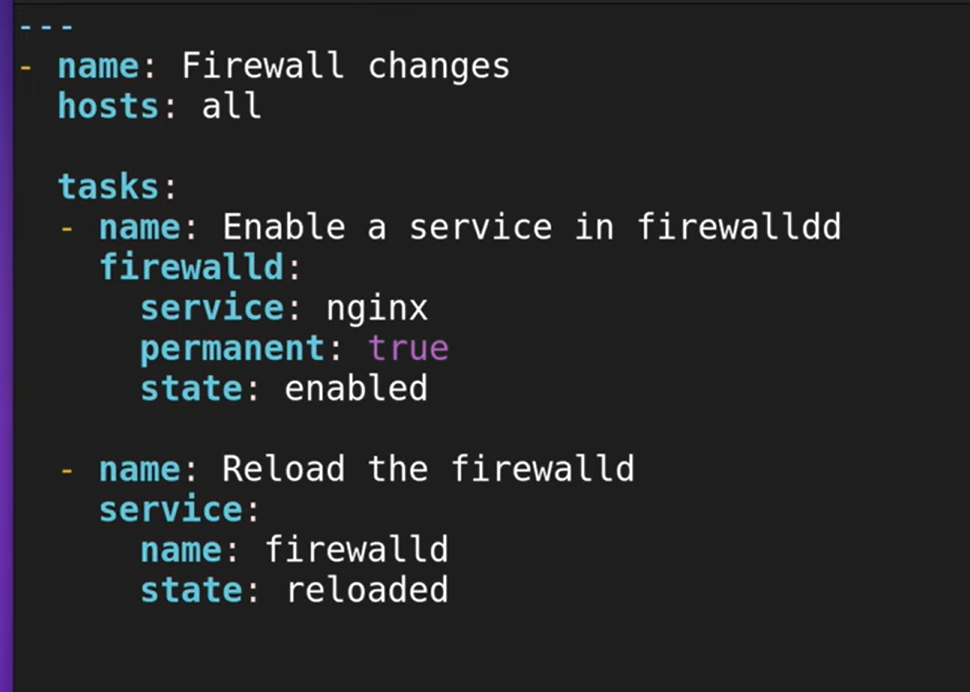 ---
- name: Firewall changes
  hosts: all
  tasks:
  - name: Enable a service in firewalldd
    firewalld:
      service: nginx
      permanent: true
      state: enabled
  - name: Reload the firewalld
    service:
      name: firewalld
      state: reloaded